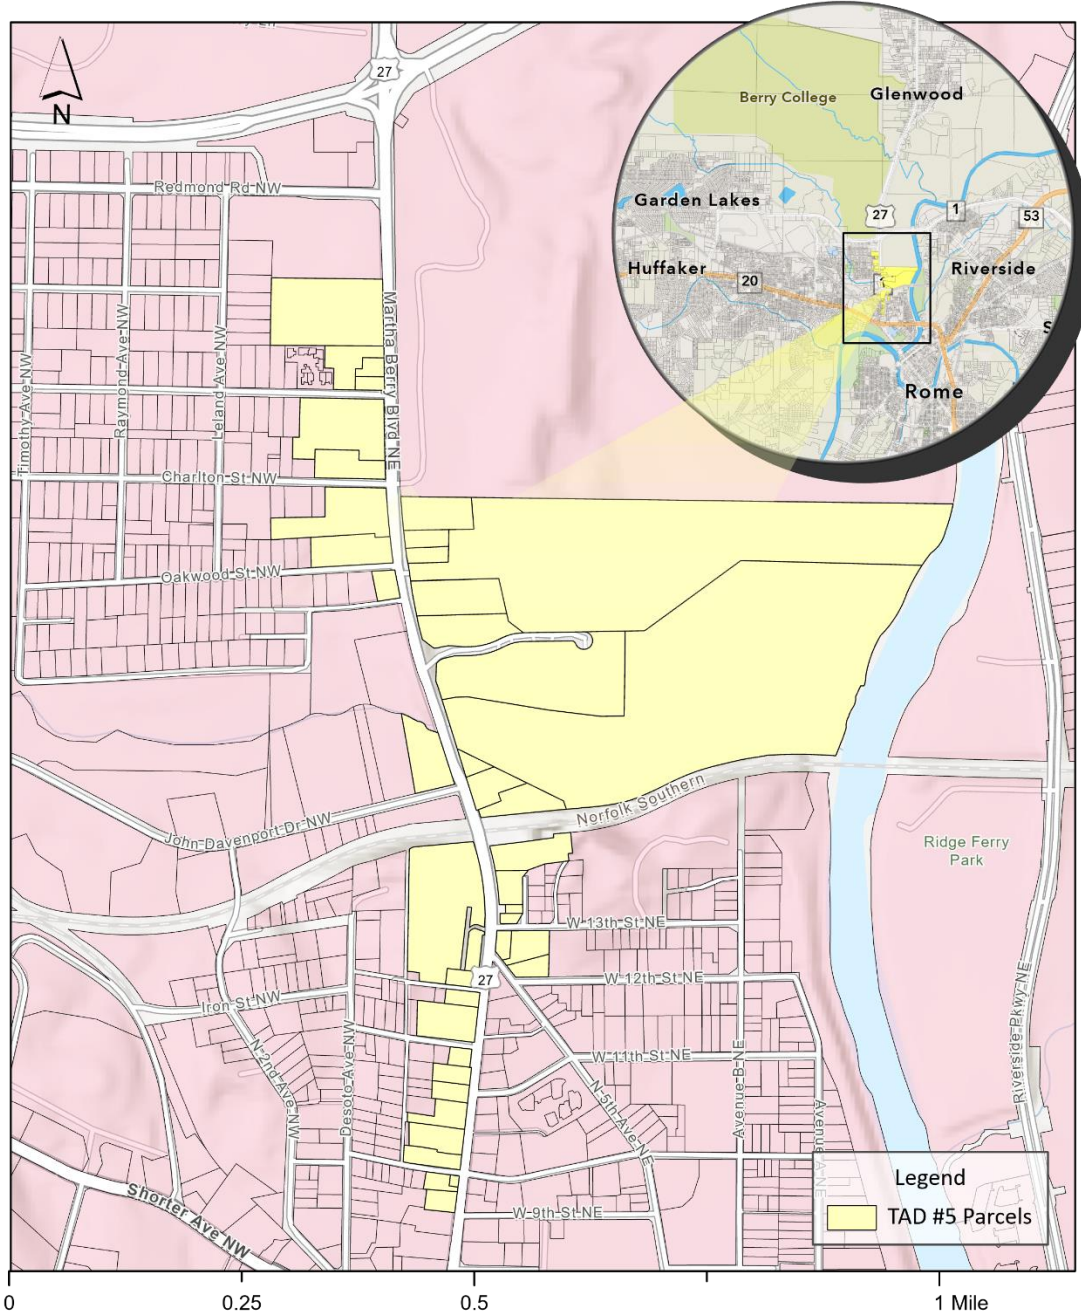 27
N
Redmond Rd NW
Timothy Ave NW
Raymond Ave NW
Leland Ave NW
Martha Berry Blvd NE
Charlton St NW
Oakwood St NW
Berry College
Glenwood
Garden Lakes
27
1
53
Huffaker
20
Riverside
S
Rome
John Davenport Dr NW
Norfolk Southern
Ridge Ferry
Park
W 13th St NE
27
W 12th St NE
Iron St NW
N 2nd Ave NW
Desoto Ave NW
W 11th St NE
N 5th Ave NE
Avenue B NE
Avenue A NE
Riverside Pkwy NE
Shorter Ave NW
W 9th St NE
Legend
TAD #5 Parcels
0
0.25
0.5
1 Mile